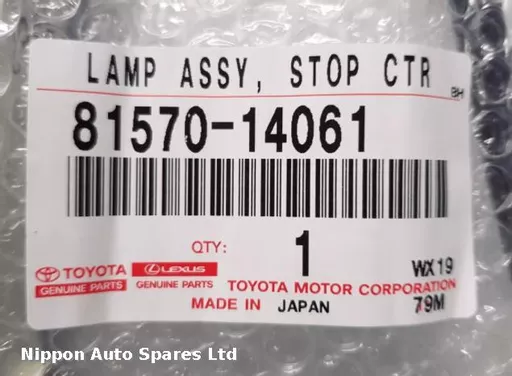 LAMP ASSY, STOP CTR
BH
81570-14061
QTY: 1
WX19
TOYOTA LEXUS
GENUINE PARTS GENUINE PARTS
TOYOTA MOTOR CORPORATION
MADE IN JAPAN
79M
Nippon Auto Spares Ltd